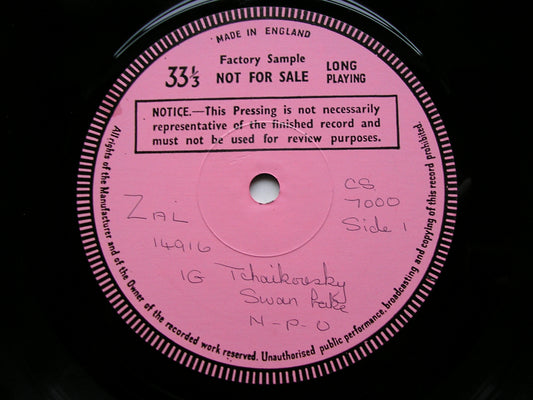 MADE IN ENGLAND
Factory Sample
33⅓ NOT FOR SALE LONG PLAYING
NOTICE.—This Pressing is not necessarily
representative of the finished record and
must not be used for review purposes.
ZAL
14916
1G
CS
7000
Side 1
Tchaikovsky
Swan Lake
N-P-O
All rights of the Manufacturer and of the Owner of the recorded work reserved. Unauthorised public performance, broadcasting and copying of this record prohibited.